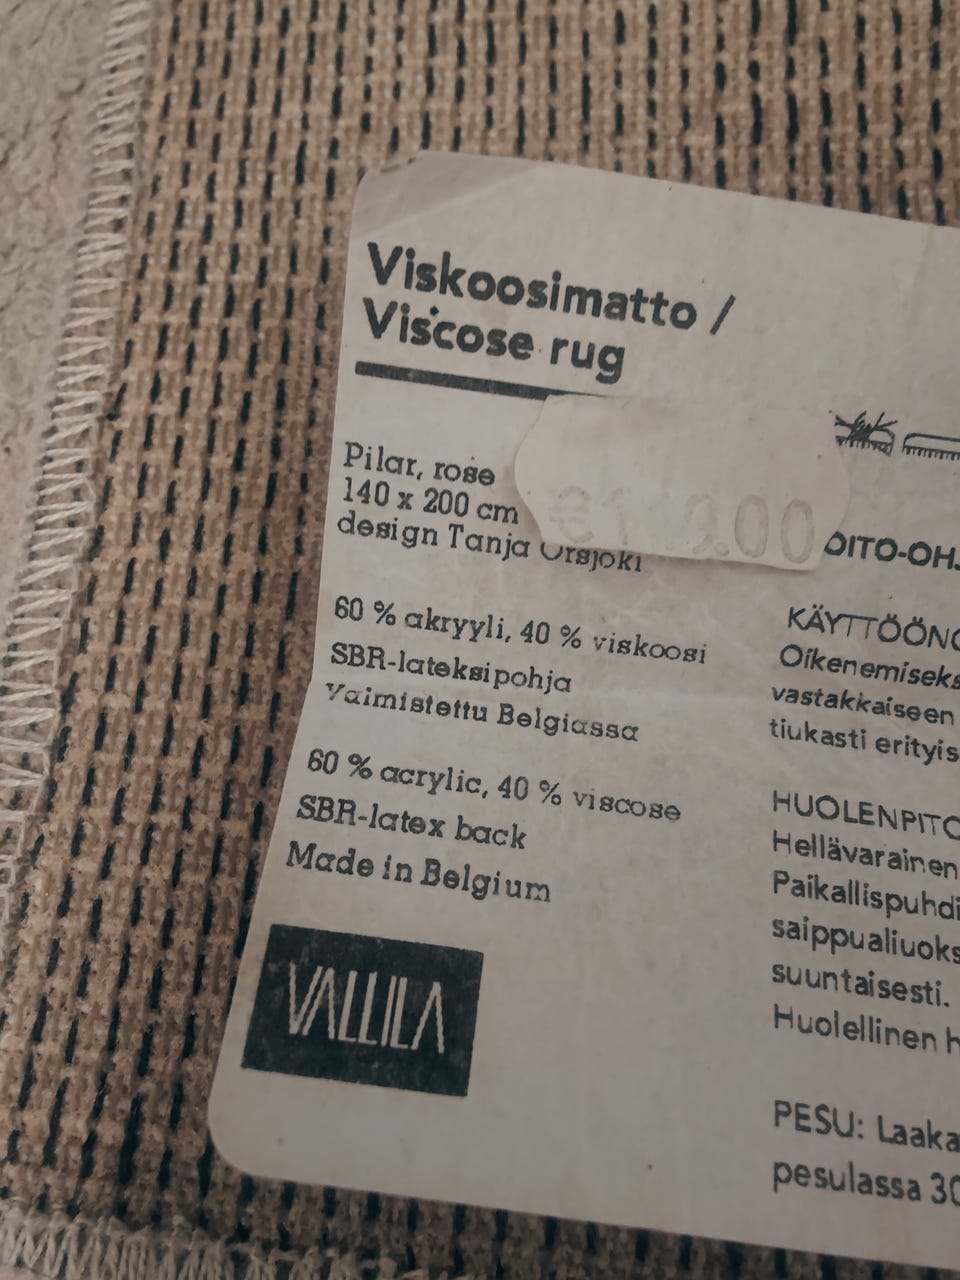 Viskoosimatto /
Viscose rug
Pilar, rose
140 x 200 cm
design Tanja Orsjoki
60 % akryyli, 40 % viskoosi
SBR-lateksipohja
Valmistettu Belgiassa
60 % acrylic, 40 % viscose
SBR-latex back
Made in Belgium
VALLILA
OITO-OH
KÄYTTÖÖNO
Oikenemiseks
vastakkaiseen
tiukasti erityis
HUOLENPITO
Hellävarainen
Paikallispuhdi
saippualiuoks
suuntaisesti.
Huolellinen h
PESU: Laaka
pesulassa 30